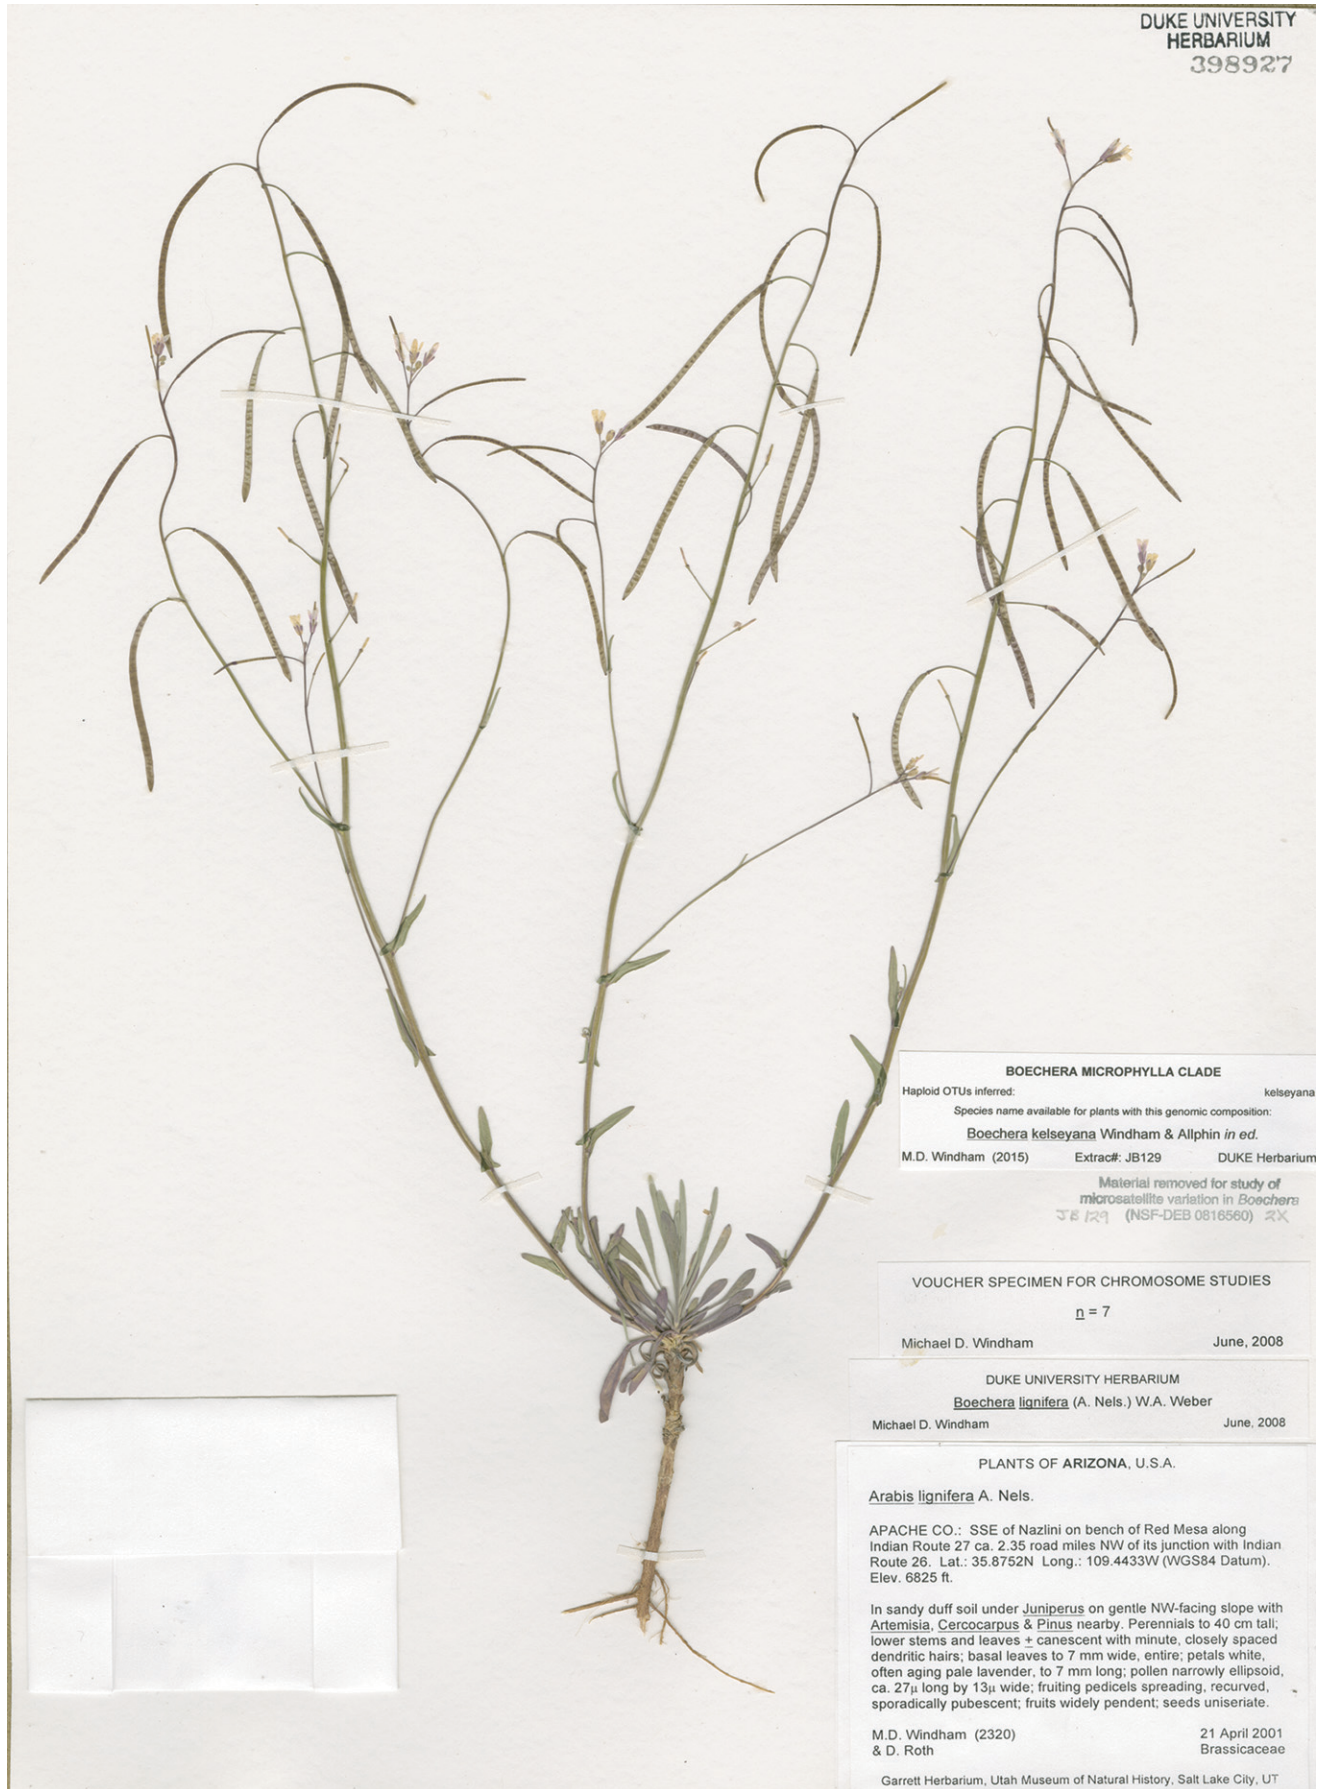 DUKE UNIVERSITY
HERBARIUM
398927
BOECHERA MICROPHYLLA CLADE
Haploid OTUs inferred: kelseyana
Species name available for plants with this genomic composition:
Boechera kelseyana Windham & Allphin in ed.
M.D. Windham (2015) Extrac#: JB129 DUKE Herbarium
Material removed for study of
microsatellite variation in Boechera
JB129 (NSF-DEB 0816560) 2X
VOUCHER SPECIMEN FOR CHROMOSOME STUDIES
n = 7
Michael D. Windham June, 2008
DUKE UNIVERSITY HERBARIUM
Boechera lignifera (A. Nels.) W.A. Weber
Michael D. Windham June, 2008
PLANTS OF ARIZONA, U.S.A.
Arabis lignifera A. Nels.
APACHE CO.: SSE of Nazlini on bench of Red Mesa along
Indian Route 27 ca. 2.35 road miles NW of its junction with Indian
Route 26. Lat.: 35.8752N Long.: 109.4433W (WGS84 Datum).
Elev. 6825 ft.
In sandy duff soil under Juniperus on gentle NW-facing slope with
Artemisia, Cercocarpus & Pinus nearby. Perennials to 40 cm tall;
lower stems and leaves ± canescent with minute, closely spaced
dendritic hairs; basal leaves to 7 mm wide, entire; petals white,
often aging pale lavender, to 7 mm long; pollen narrowly ellipsoid,
ca. 27µ long by 13µ wide; fruiting pedicels spreading, recurved,
sporadically pubescent; fruits widely pendent; seeds uniseriate.
M.D. Windham (2320) 21 April 2001
& D. Roth Brassicaceae
Garrett Herbarium, Utah Museum of Natural History, Salt Lake City, UT